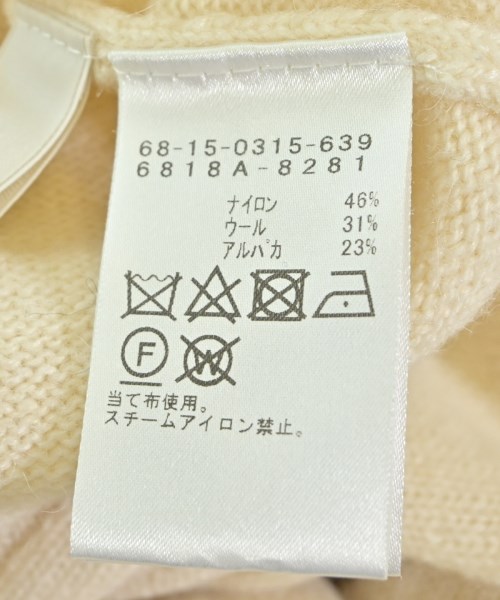 68-15-0315-639
6818A-8281
ナイロン 46%
ウール 31%
アルパカ 23%
F W
当て布使用。
スチームアイロン禁止。